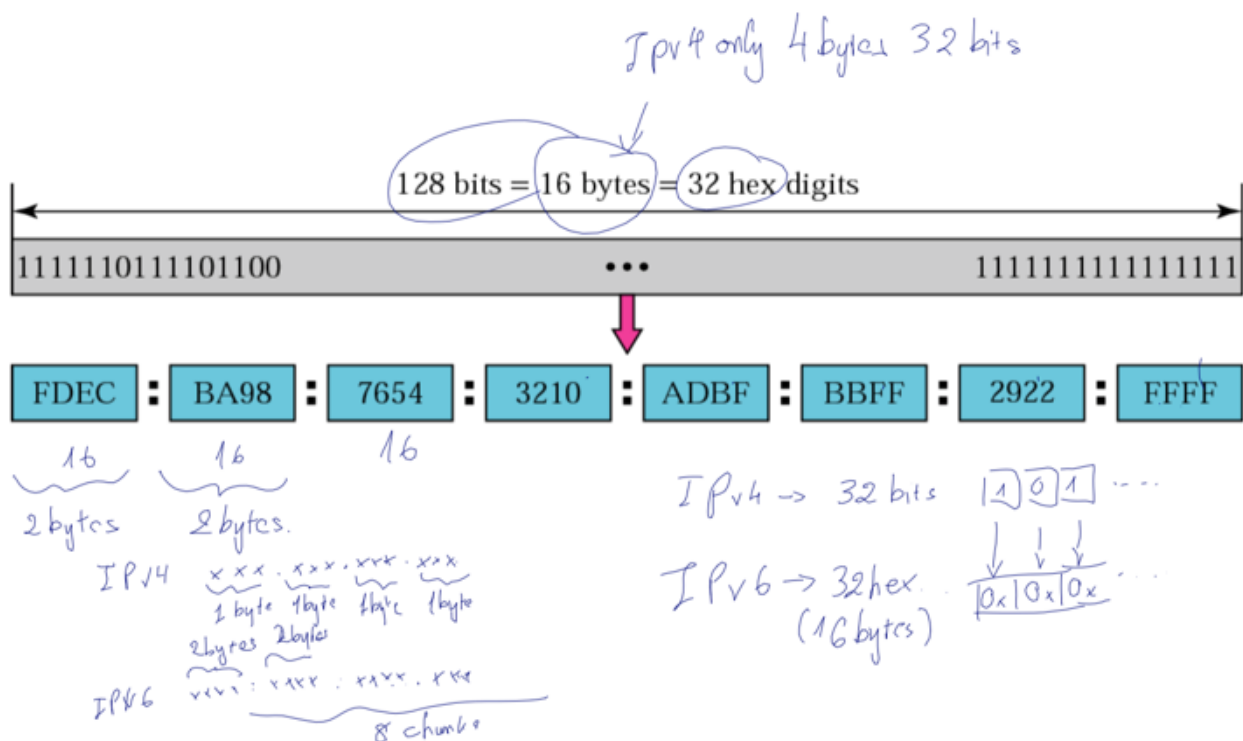 Ipv4 only 4 bytes 32 bits
128 bits = 16 bytes = 32 hex digits
1111110111101100 ••• 1111111111111111
FDEC : BA98 : 7654 : 3210 : ADBF : BBFF : 2922 : FFFF
16 16 16
2 bytes 2 bytes.
IPv4 → 32 bits |1|0|1| ....
IPv6 → 32 hex |0x|0x|0x ....
(16 bytes)
IPv4 xxx.xxx.xxx.xxx
1 byte 1 byte 1 byte 1 byte
2 bytes 2 bytes
IPv6 xxxx:xxxx.xxxx.xxx
8 chunks